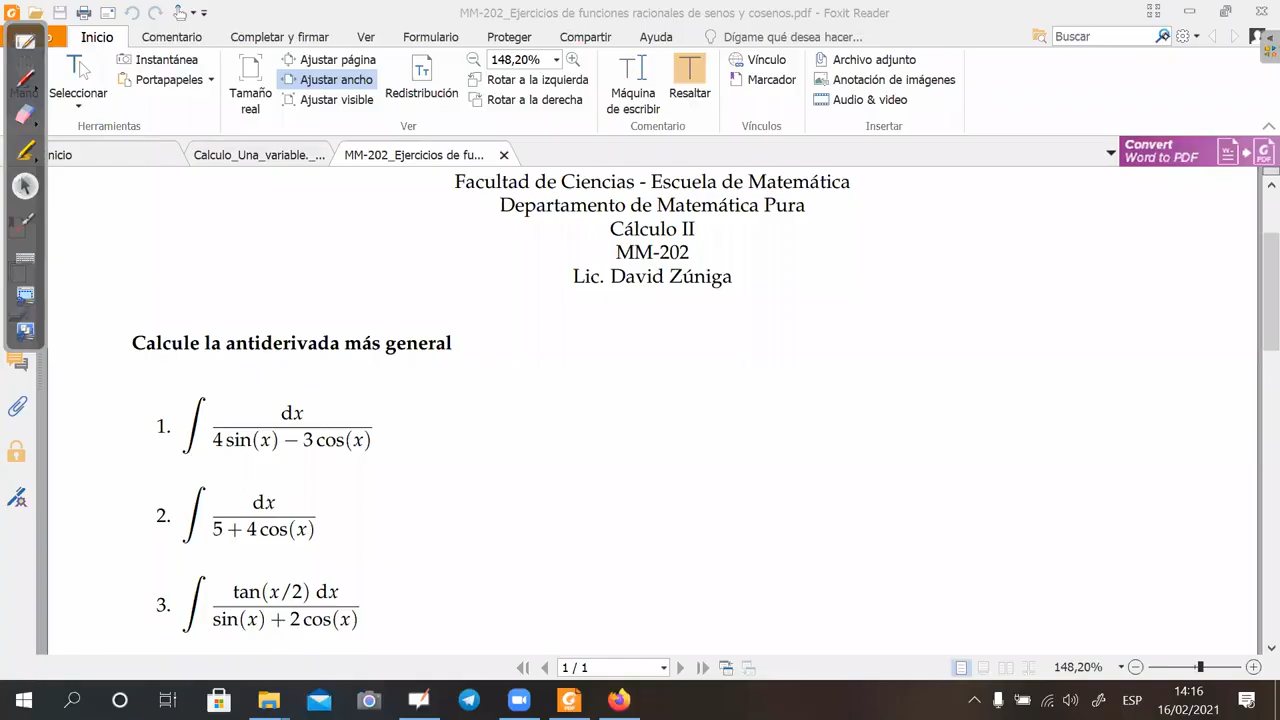 MM-202_Ejercicios de funciones racionales de senos y cosenos.pdf - Foxit Reader
Inicio Comentario Completar y firmar Ver Formulario Proteger Compartir Ayuda Dígame qué desea hacer... Buscar
Seleccionar
Instantánea
Portapapeles
Herramientas
Tamaño real
Ajustar página
Ajustar ancho
Ajustar visible
Redistribución
148,20%
Rotar a la izquierda
Rotar a la derecha
Ver
Máquina de escribir
Resaltar
Comentario
Vínculo
Marcador
Vínculos
Archivo adjunto
Anotación de imágenes
Audio & video
Insertar
nicio Calculo_Una_variable._... MM-202_Ejercicios de fu...
Convert
Word to PDF
Facultad de Ciencias - Escuela de Matemática
Departamento de Matemática Pura
Cálculo II
MM-202
Lic. David Zúniga
Calcule la antiderivada más general
1. ∫ dx / (4 sin(x) − 3 cos(x))
2. ∫ dx / (5 + 4 cos(x))
3. ∫ tan(x/2) dx / (sin(x) + 2 cos(x))
1 / 1
148,20%
ESP
14:16
16/02/2021